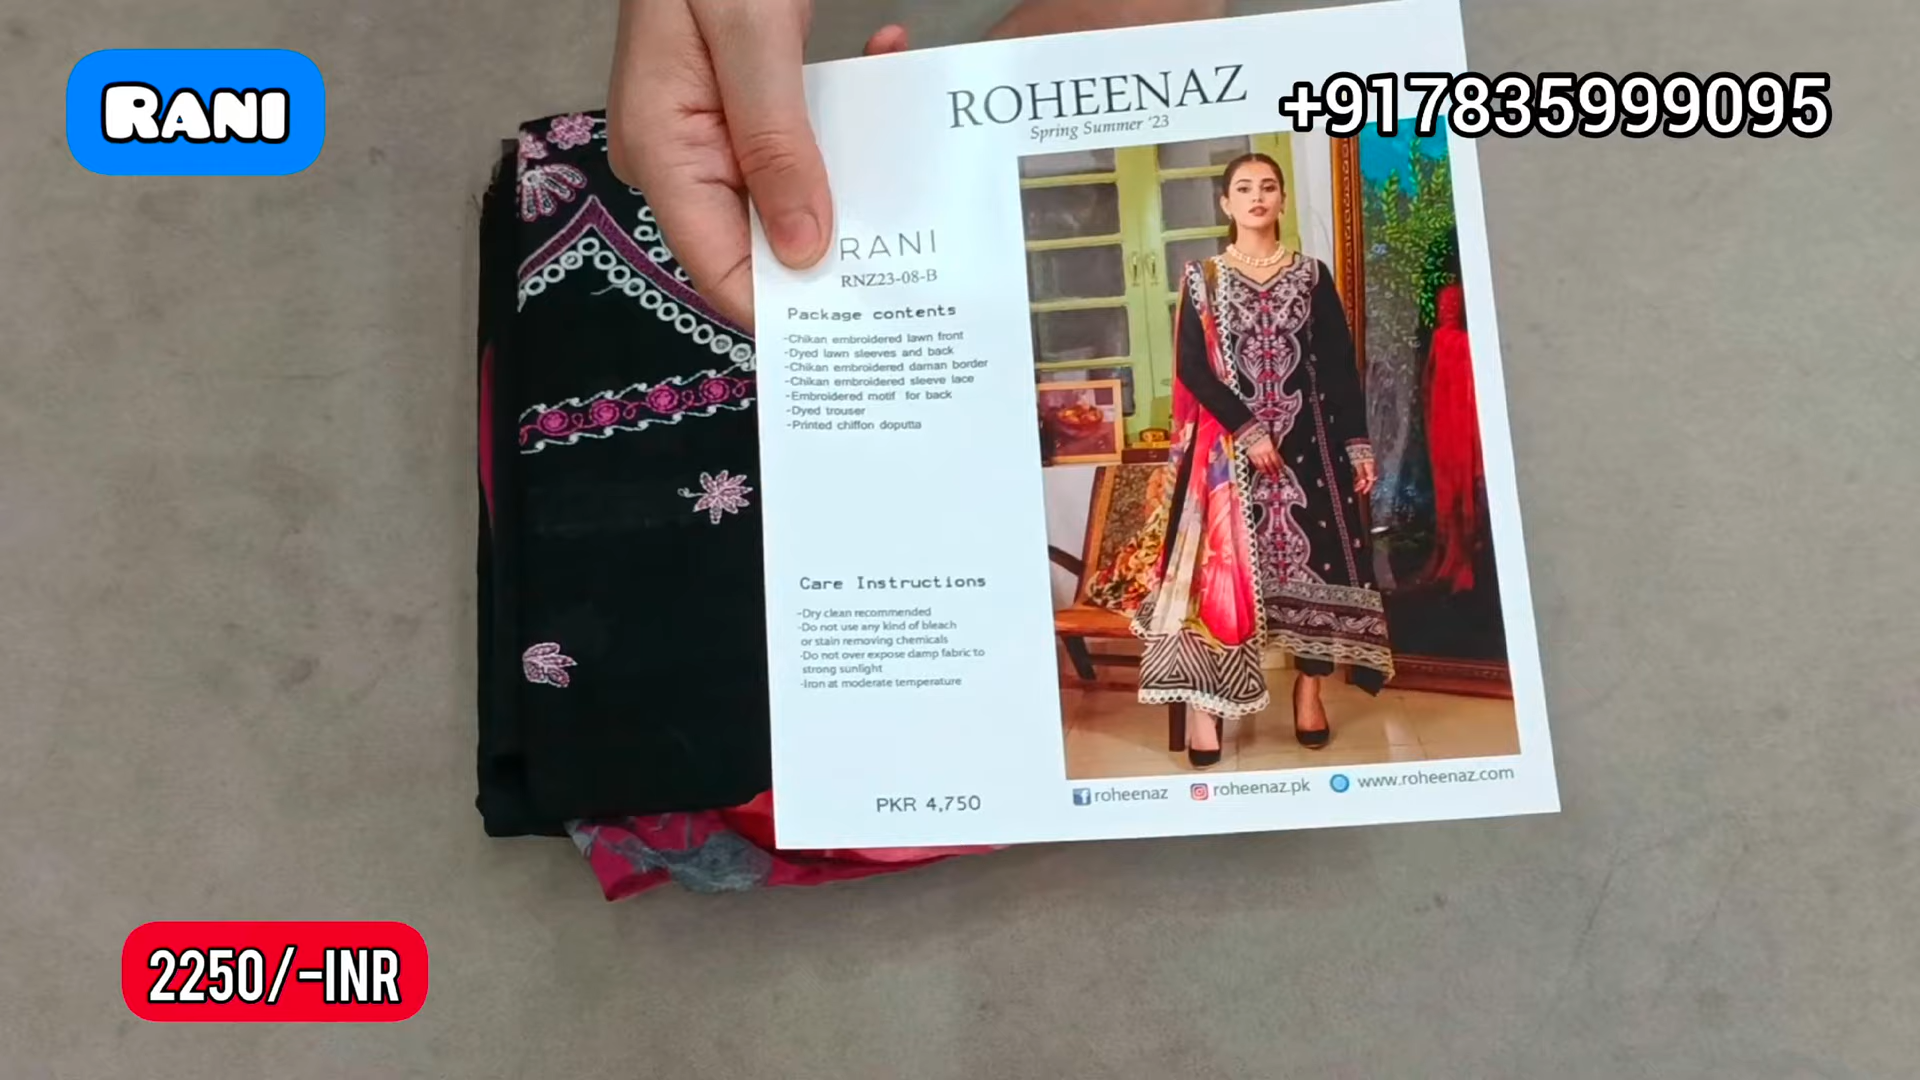 RANI
+917835999095
ROHEENAZ
Spring Summer '23
RANI
RNZ23-08-B
Package contents
-Chikan embroidered lawn front
-Dyed lawn sleeves and back
-Chikan embroidered daman border
-Chikan embroidered sleeve lace
-Embroidered motif for back
-Dyed trouser
-Printed chiffon doputta
Care Instructions
-Dry clean recommended
-Do not use any kind of bleach
or stain removing chemicals
-Do not over expose damp fabric to
strong sunlight
-Iron at moderate temperature
PKR 4,750
roheenaz
roheenaz.pk
www.roheenaz.com
2250/-INR